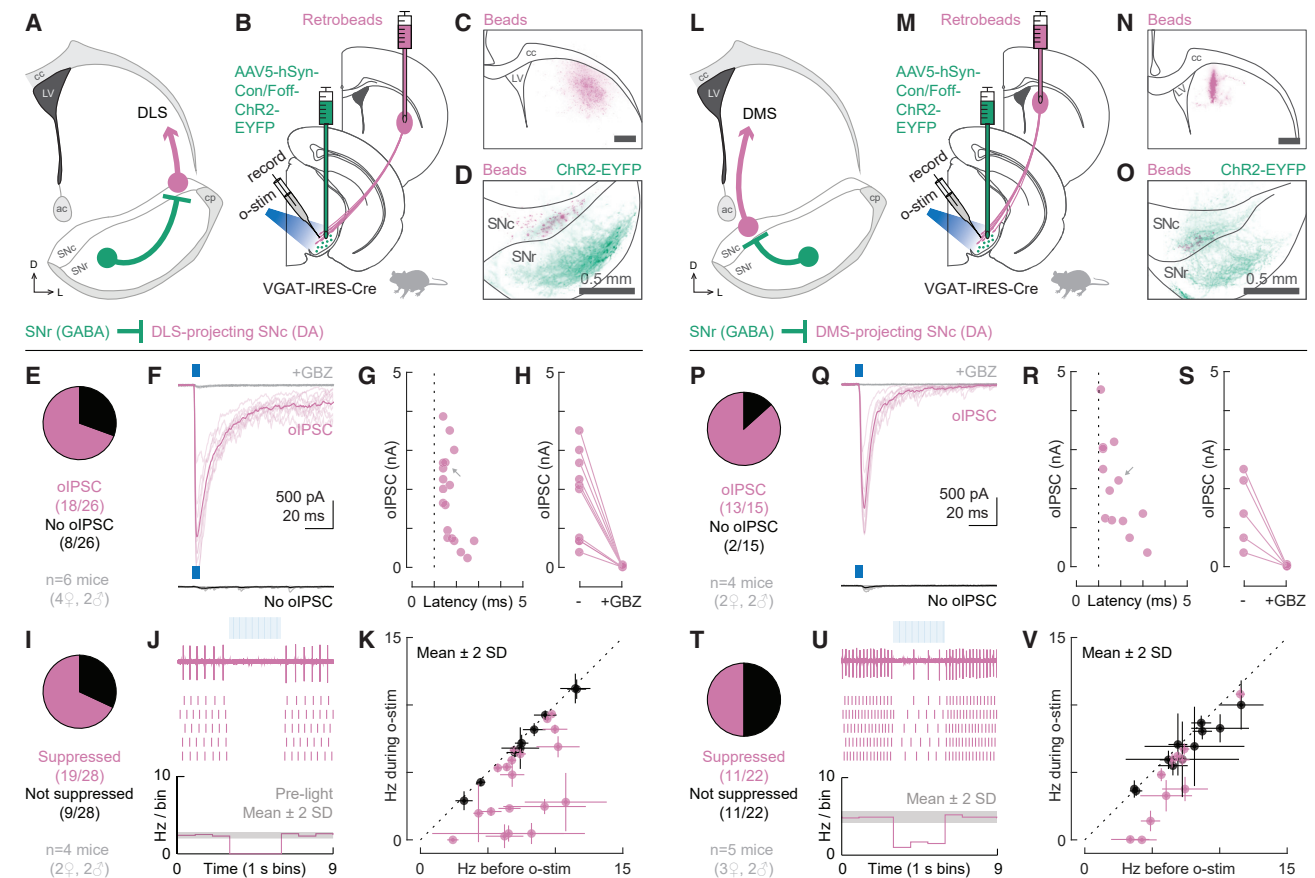 A
cc
LV
DLS
ac
cp
SNc
SNr
D
L
B
Retrobeads
AAV5-hSyn-
Con/Foff-
ChR2-
EYFP
record
o-stim
VGAT-IRES-Cre
C
Beads
cc
LV
D
Beads
ChR2-EYFP
SNc
SNr
0.5 mm
SNr (GABA)
DLS-projecting SNc (DA)
E
oIPSC
(18/26)
No oIPSC
(8/26)
n=6 mice
(4♀, 2♂)
F
+GBZ
oIPSC
500 pA
20 ms
No oIPSC
G
5
oIPSC (nA)
0
0 Latency (ms) 5
H
5
oIPSC (nA)
0
- +GBZ
I
Suppressed
(19/28)
Not suppressed
(9/28)
n=4 mice
(2♀, 2♂)
J
10
Hz / bin
0
Pre-light
Mean ± 2 SD
0 Time (1 s bins) 9
K
15
Mean ± 2 SD
Hz during o-stim
0
0 Hz before o-stim 15
L
cc
LV
DMS
ac
cp
SNc
SNr
D
L
M
Retrobeads
AAV5-hSyn-
Con/Foff-
ChR2-
EYFP
record
o-stim
VGAT-IRES-Cre
N
Beads
cc
LV
O
Beads
ChR2-EYFP
SNc
SNr
0.5 mm
SNr (GABA)
DMS-projecting SNc (DA)
P
oIPSC
(13/15)
No oIPSC
(2/15)
n=4 mice
(2♀, 2♂)
Q
+GBZ
oIPSC
500 pA
20 ms
No oIPSC
R
5
oIPSC (nA)
0
0 Latency (ms) 5
S
5
oIPSC (nA)
0
- +GBZ
T
Suppressed
(11/22)
Not suppressed
(11/22)
n=5 mice
(3♀, 2♂)
U
10
Hz / bin
0
Mean ± 2 SD
0 Time (1 s bins) 9
V
15
Mean ± 2 SD
Hz during o-stim
0
0 Hz before o-stim 15